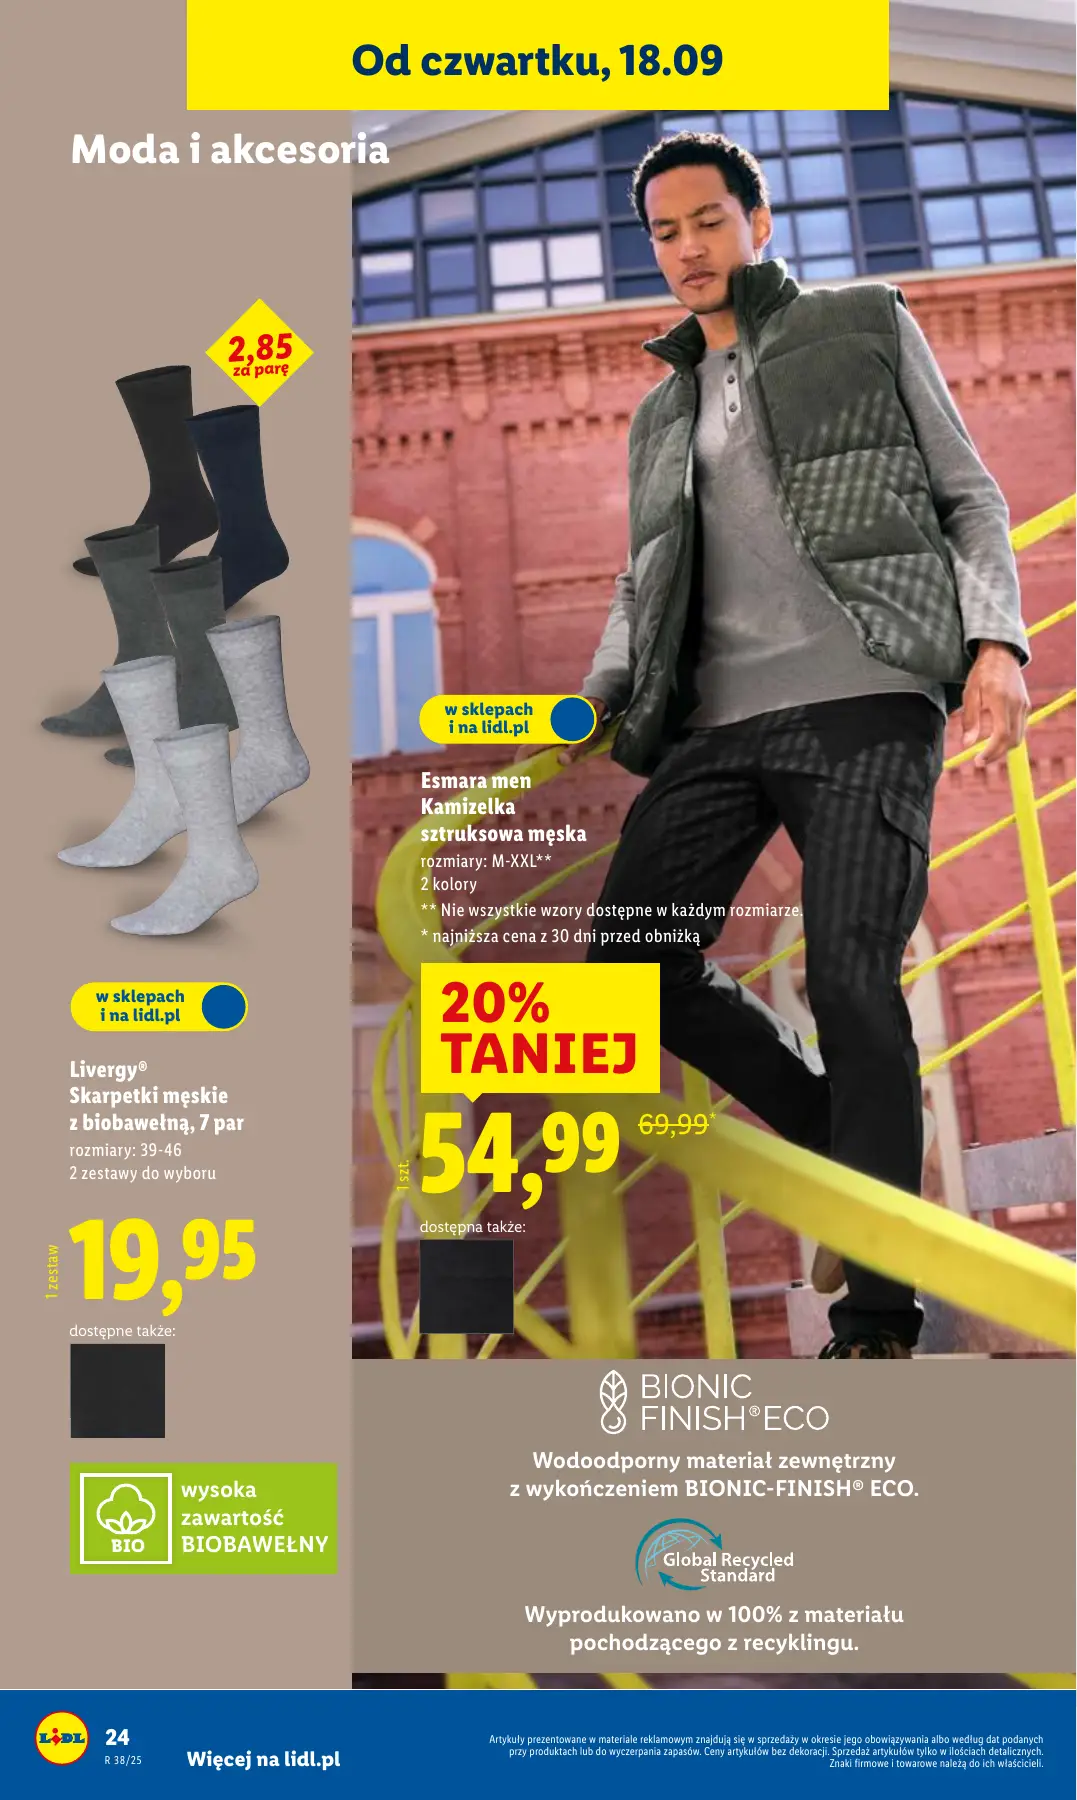 Od czwartku, 18.09
Moda i akcesoria
2,85
za parę
w sklepach
i na lidl.pl
Esmara men
Kamizelka
sztruksowa męska
rozmiary: M-XXL**
2 kolory
** Nie wszystkie wzory dostępne w każdym rozmiarze.
* najniższa cena z 30 dni przed obniżką
20%
TANIEJ
1 szt.
54,99
69,99*
dostępna także:
w sklepach
i na lidl.pl
Livergy®
Skarpetki męskie
z biobawełną, 7 par
rozmiary: 39-46
2 zestawy do wyboru
1 zestaw
19,95
dostępne także:
BIO
wysoka
zawartość
BIOBAWEŁNY
BIONIC
FINISH®ECO
Wodoodporny materiał zewnętrzny
z wykończeniem BIONIC-FINISH® ECO.
Global Recycled
Standard
Wyprodukowano w 100% z materiału
pochodzącego z recyklingu.
LIDL
24
R 38/25
Więcej na lidl.pl
Artykuły prezentowane w materiale reklamowym znajdują się w sprzedaży w okresie jego obowiązywania albo według dat podanych
przy produktach lub do wyczerpania zapasów. Ceny artykułów bez dekoracji. Sprzedaż artykułów tylko w ilościach detalicznych.
Znaki firmowe i towarowe należą do ich właścicieli.